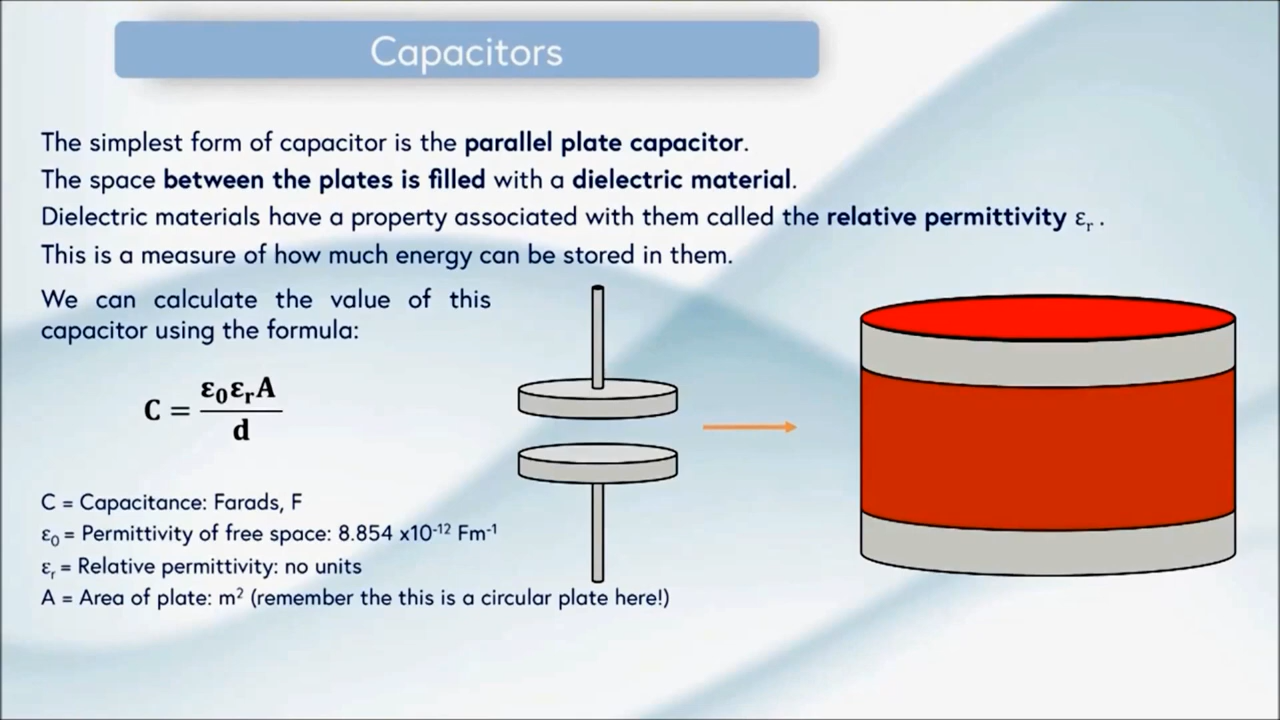 Capacitors
The simplest form of capacitor is the parallel plate capacitor.
The space between the plates is filled with a dielectric material.
Dielectric materials have a property associated with them called the relative permittivity εᵣ .
This is a measure of how much energy can be stored in them.
We can calculate the value of this
capacitor using the formula:
C = ε₀εᵣA / d
C = Capacitance: Farads, F
ε₀ = Permittivity of free space: 8.854 x10⁻¹² Fm⁻¹
εᵣ = Relative permittivity: no units
A = Area of plate: m² (remember the this is a circular plate here!)